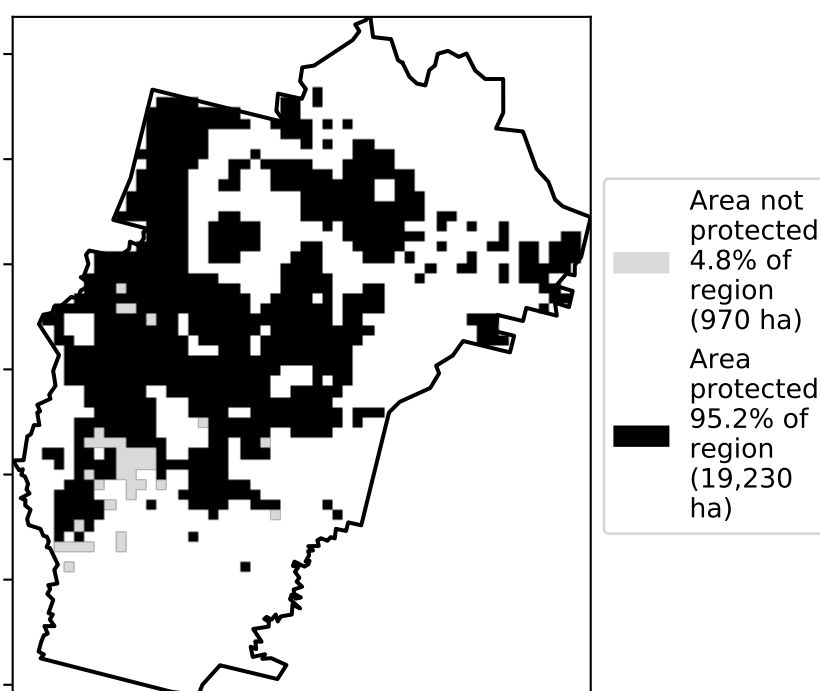 Area not
protected
4.8% of
region
(970 ha)
Area
protected
95.2% of
region
(19,230
ha)